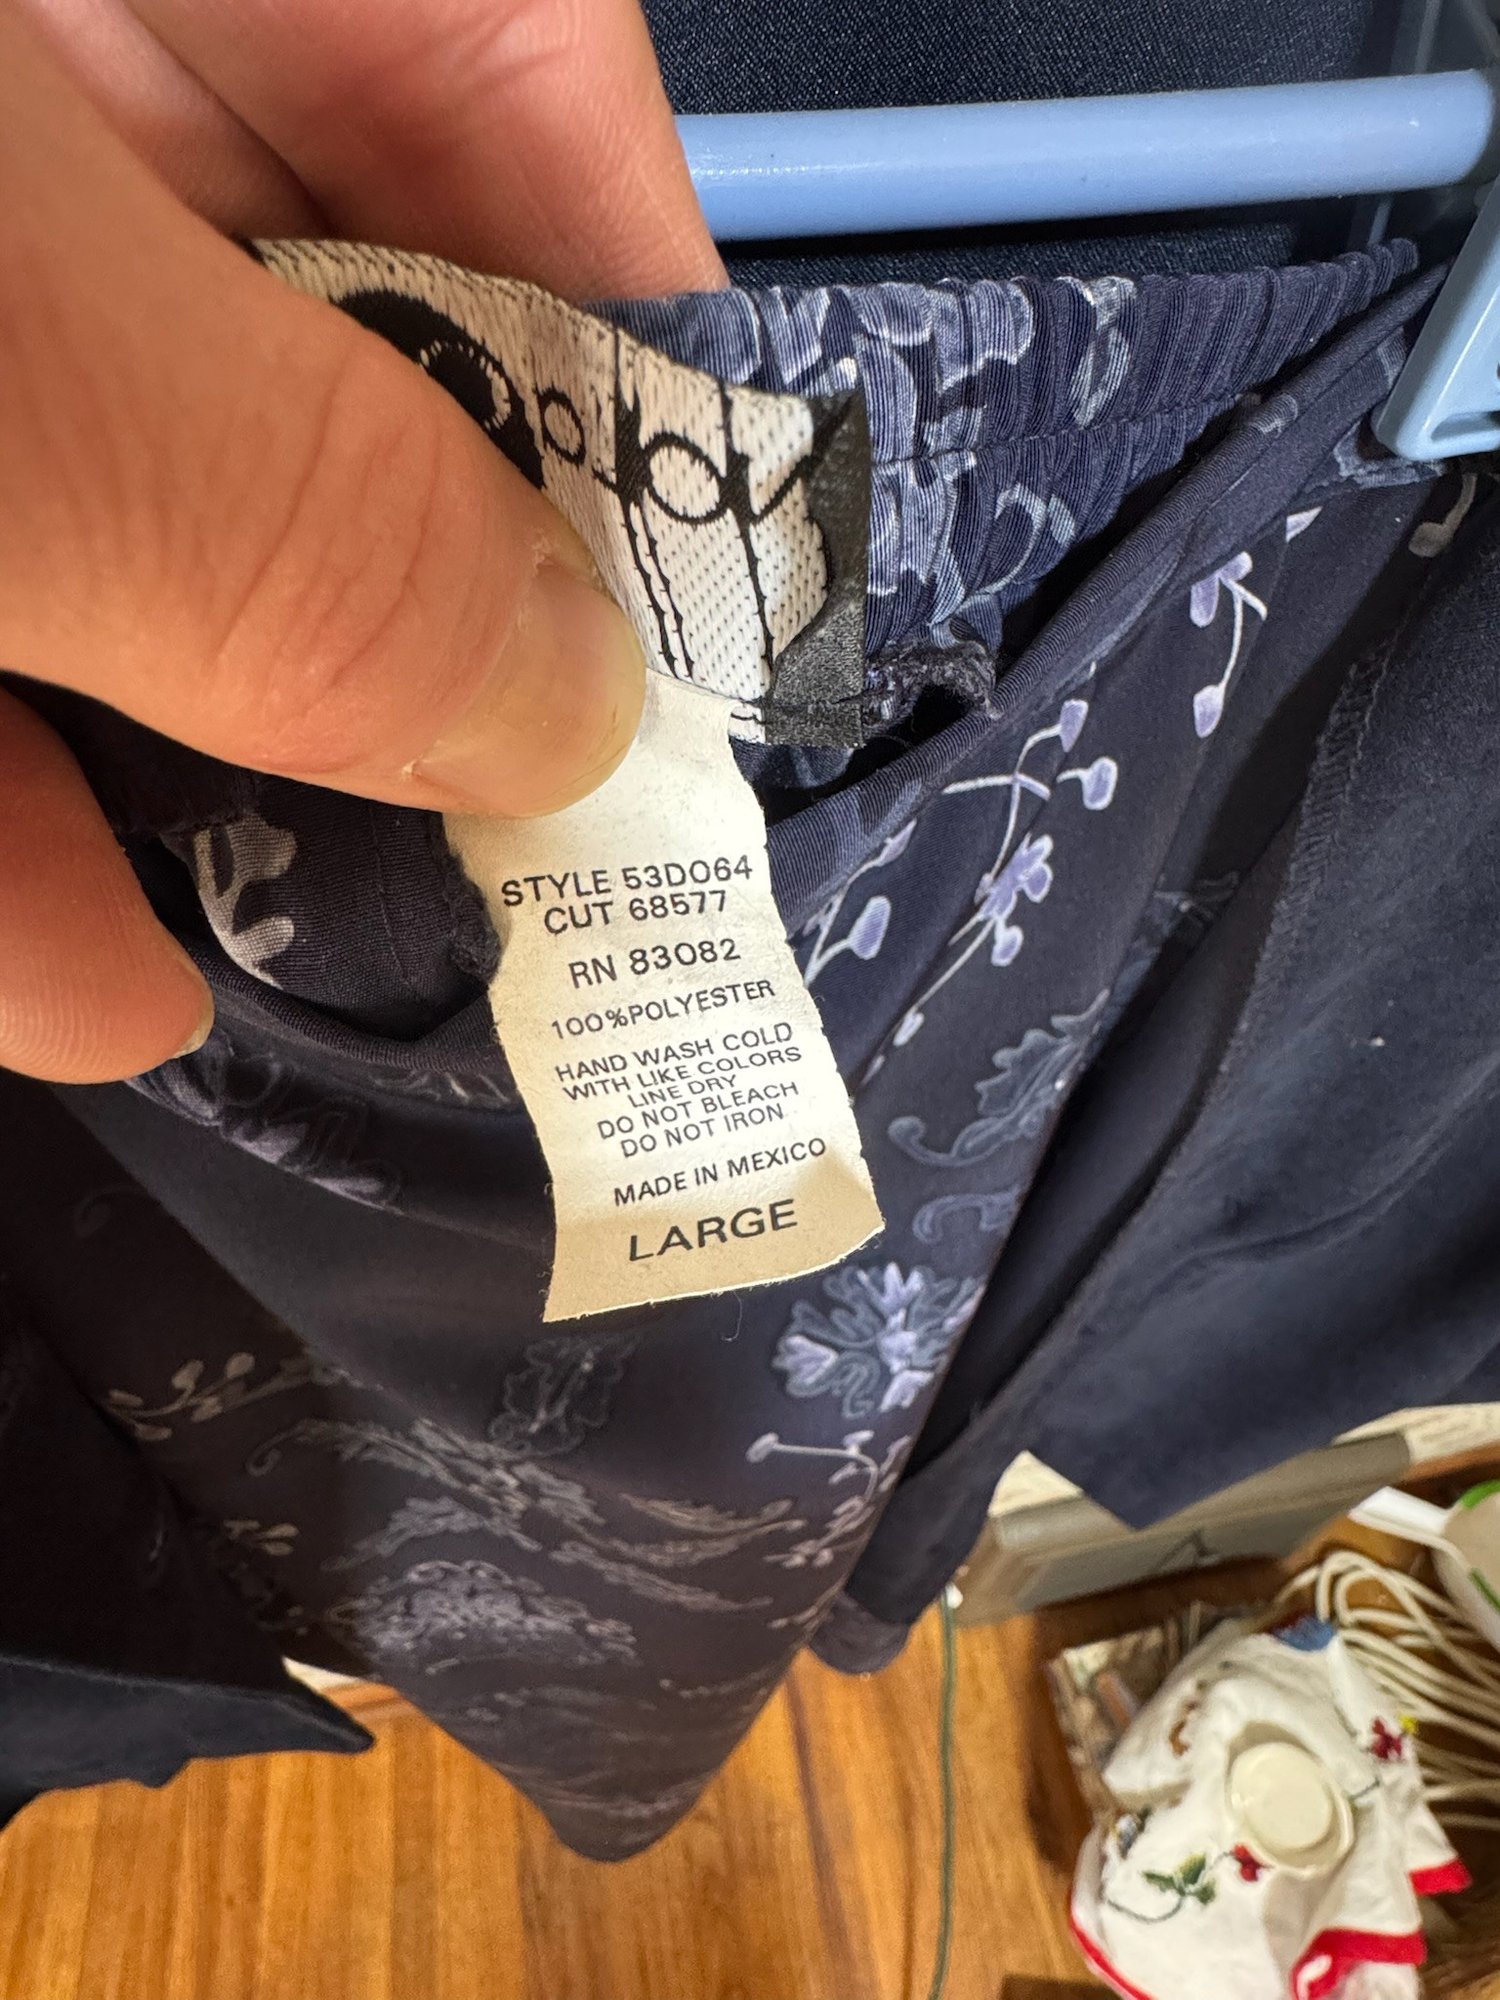 STYLE 53D064
CUT 68577
RN 83082
100%POLYESTER
HAND WASH COLD
WITH LIKE COLORS
LINE DRY
DO NOT BLEACH
DO NOT IRON
MADE IN MEXICO
LARGE